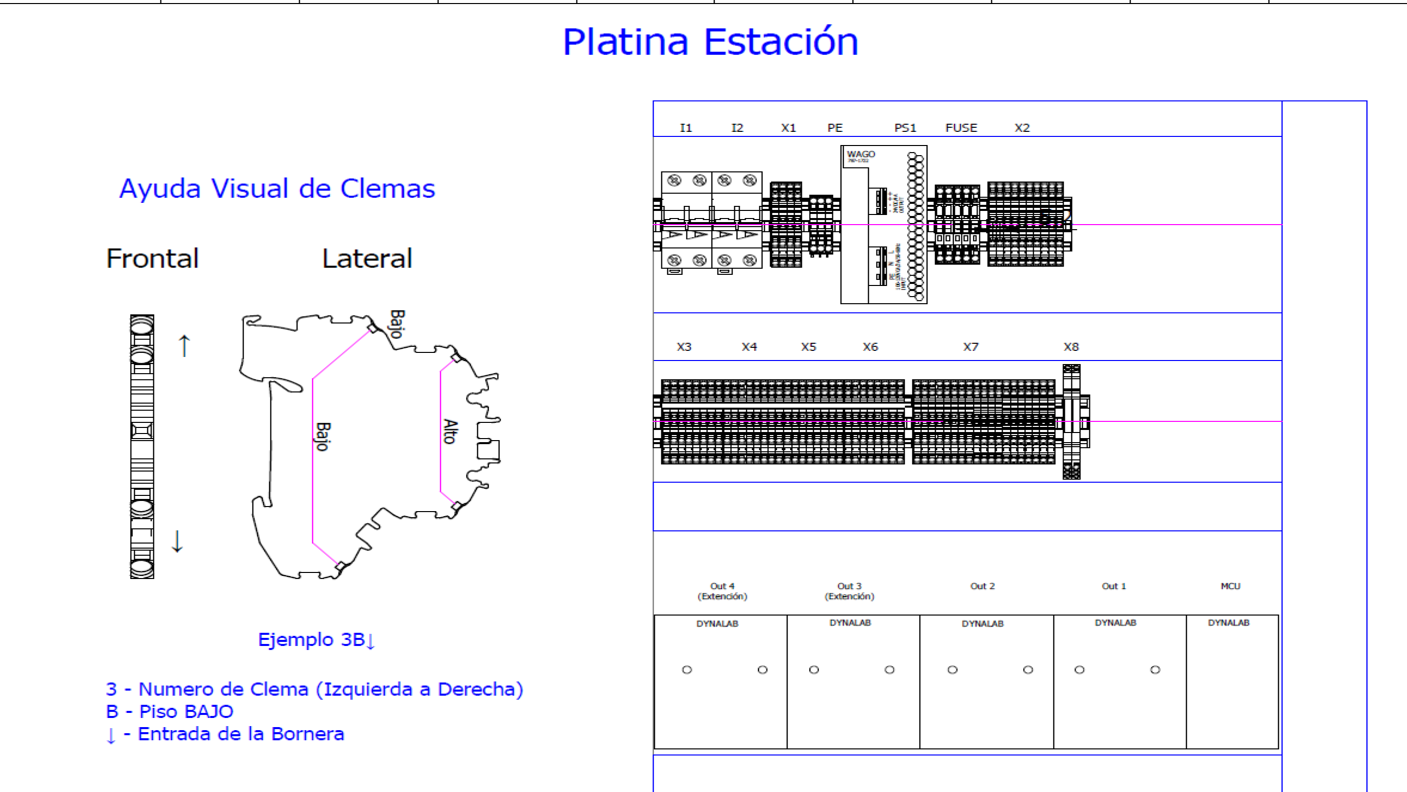 Platina Estación
I1 I2 X1 PE PS1 FUSE X2
WAGO
Ayuda Visual de Clemas
Frontal Lateral
Bajo
Bajo
Alto
↑
↓
X3 X4 X5 X6 X7 X8
Out 4
(Extención)
Out 3
(Extención)
Out 2
Out 1
MCU
DYNALAB DYNALAB DYNALAB DYNALAB DYNALAB
Ejemplo 3B↓
3 - Numero de Clema (Izquierda a Derecha)
B - Piso BAJO
↓ - Entrada de la Bornera